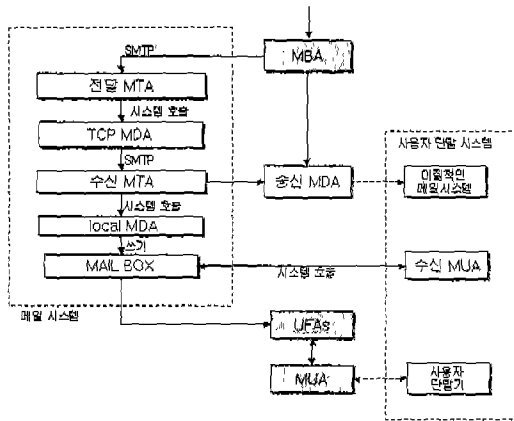 SMTP
MBA
전달 MTA
시스템 호출
TCP MDA
SMTP
사용자 단말 시스템
수신 MTA
송신 MDA
이질적인
메일시스템
시스템 호출
local MDA
쓰기
MAIL BOX
시스템 호출
수신 MUA
메일 시스템
UFAs
MUA
사용자
단말기